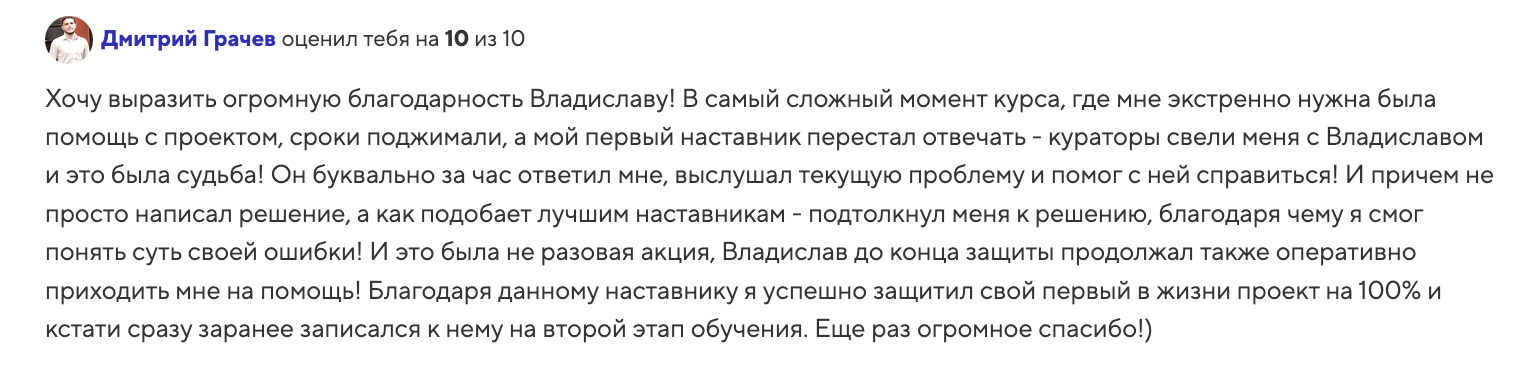 Дмитрий Грачев оценил тебя на 10 из 10
Хочу выразить огромную благодарность Владиславу! В самый сложный момент курса, где мне экстренно нужна была
помощь с проектом, сроки поджимали, а мой первый наставник перестал отвечать - кураторы свели меня с Владиславом
и это была судьба! Он буквально за час ответил мне, выслушал текущую проблему и помог с ней справиться! И причем не
просто написал решение, а как подобает лучшим наставникам - подтолкнул меня к решению, благодаря чему я смог
понять суть своей ошибки! И это была не разовая акция, Владислав до конца защиты продолжал также оперативно
приходить мне на помощь! Благодаря данному наставнику я успешно защитил свой первый в жизни проект на 100% и
кстати сразу заранее записался к нему на второй этап обучения. Еще раз огромное спасибо!)